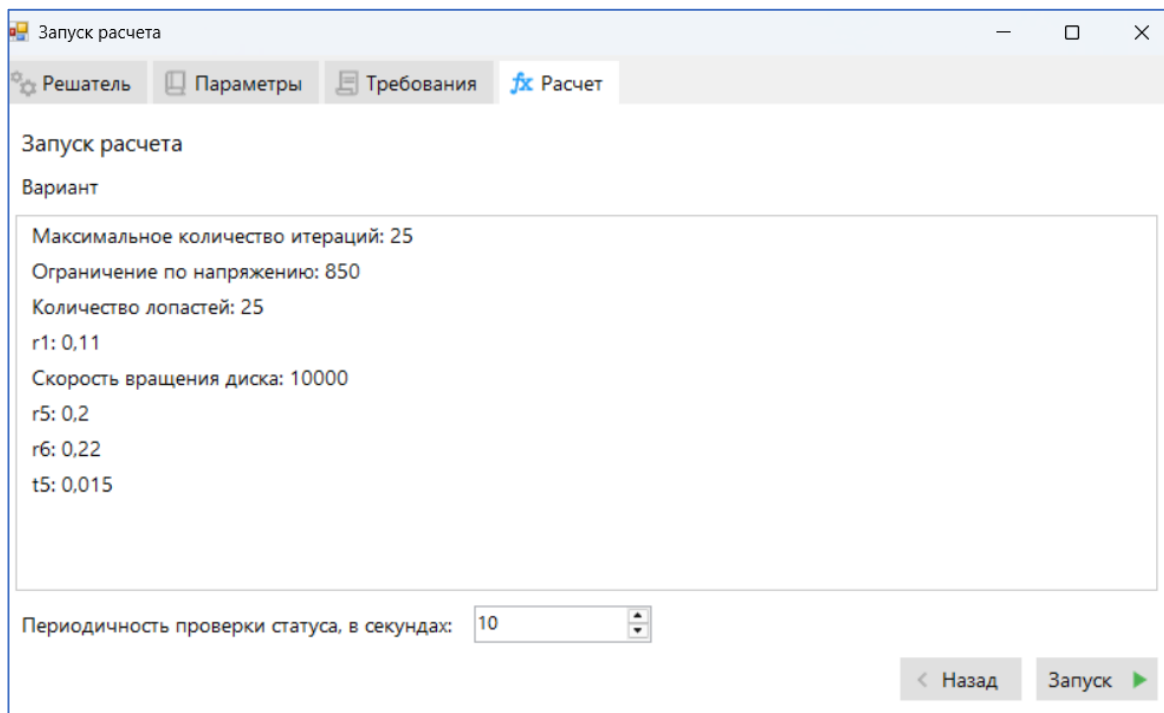 Запуск расчета
Решатель Параметры Требования fx Расчет
Запуск расчета
Вариант
Максимальное количество итераций: 25
Ограничение по напряжению: 850
Количество лопастей: 25
r1: 0,11
Скорость вращения диска: 10000
r5: 0,2
r6: 0,22
t5: 0,015
Периодичность проверки статуса, в секундах: 10
Назад Запуск